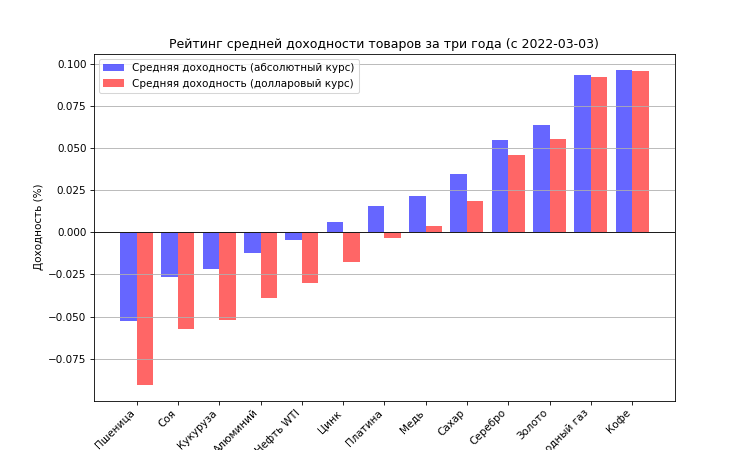 Рейтинг средней доходности товаров за три года (с 2022-03-03)
Средняя доходность (абсолютный курс)
Средняя доходность (долларовый курс)
Доходность (%)
0.100
0.075
0.050
0.025
0.000
−0.025
−0.050
−0.075
Пшеница
Соя
Кукуруза
Алюминий
Нефть WTI
Цинк
Платина
Медь
Сахар
Серебро
Золото
одный газ
Кофе